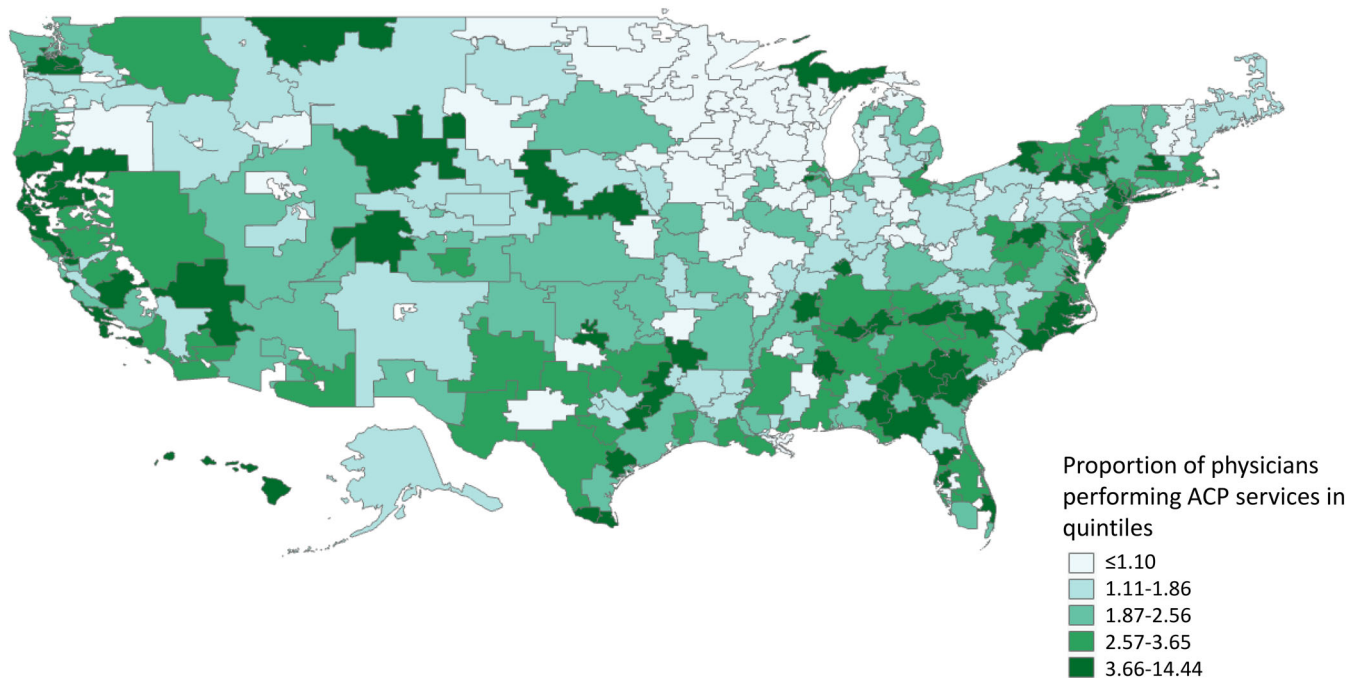 Proportion of physicians
performing ACP services in
quintiles
≤1.10
1.11-1.86
1.87-2.56
2.57-3.65
3.66-14.44